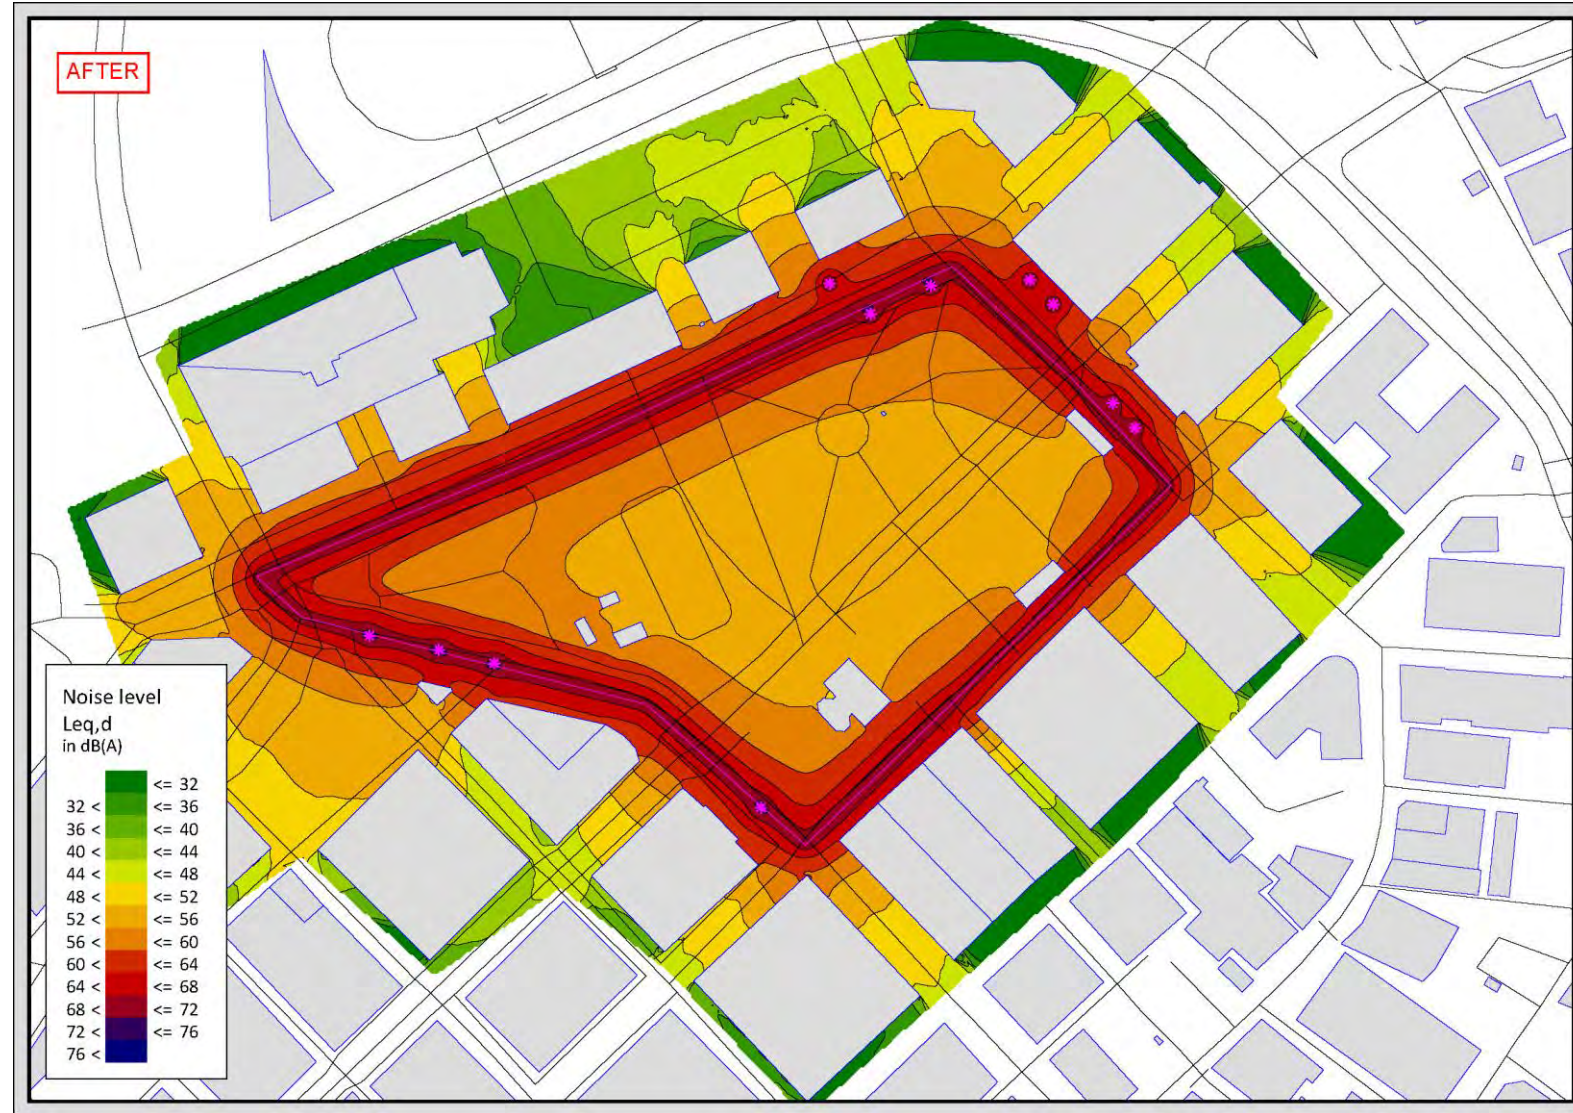 AFTER
Noise level
Leq,d
in dB(A)
<= 32
32 < <= 36
36 < <= 40
40 < <= 44
44 < <= 48
48 < <= 52
52 < <= 56
56 < <= 60
60 < <= 64
64 < <= 68
68 < <= 72
72 < <= 76
76 <